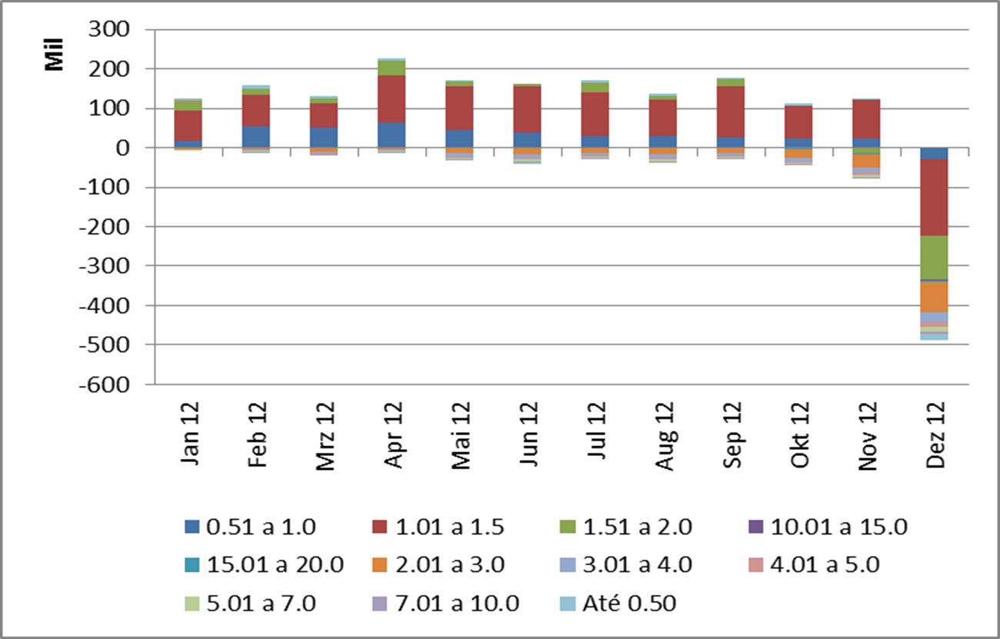 Mil
300
200
100
0
-100
-200
-300
-400
-500
-600
Jan 12
Feb 12
Mrz 12
Apr 12
Mai 12
Jun 12
Jul 12
Aug 12
Sep 12
Okt 12
Nov 12
Dez 12
0.51 a 1.0 1.01 a 1.5 1.51 a 2.0 10.01 a 15.0
15.01 a 20.0 2.01 a 3.0 3.01 a 4.0 4.01 a 5.0
5.01 a 7.0 7.01 a 10.0 Até 0.50